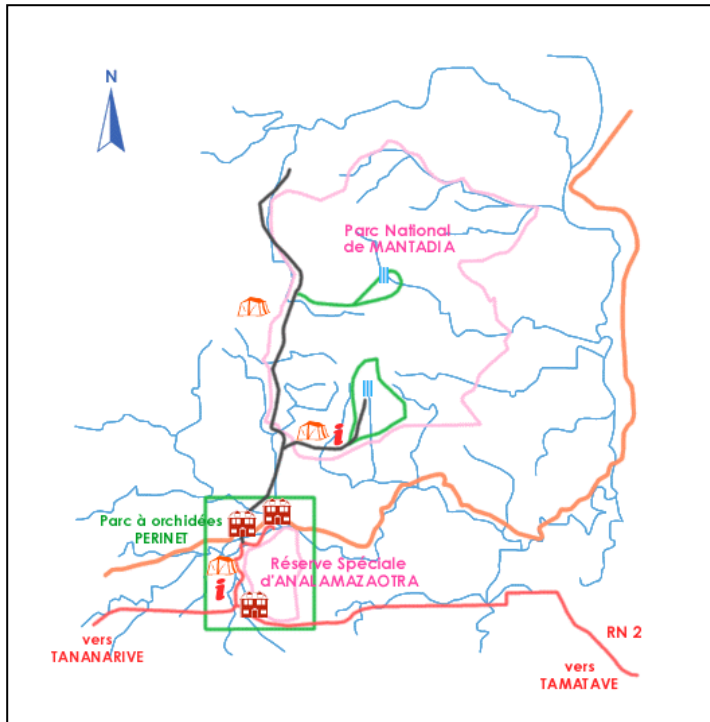 N
Parc National
de MANTADIA
Parc à orchidées
PERINET
Réserve Spéciale
d'ANALAMAZAOTRA
RN 2
vers
TANANARIVE
vers
TAMATAVE